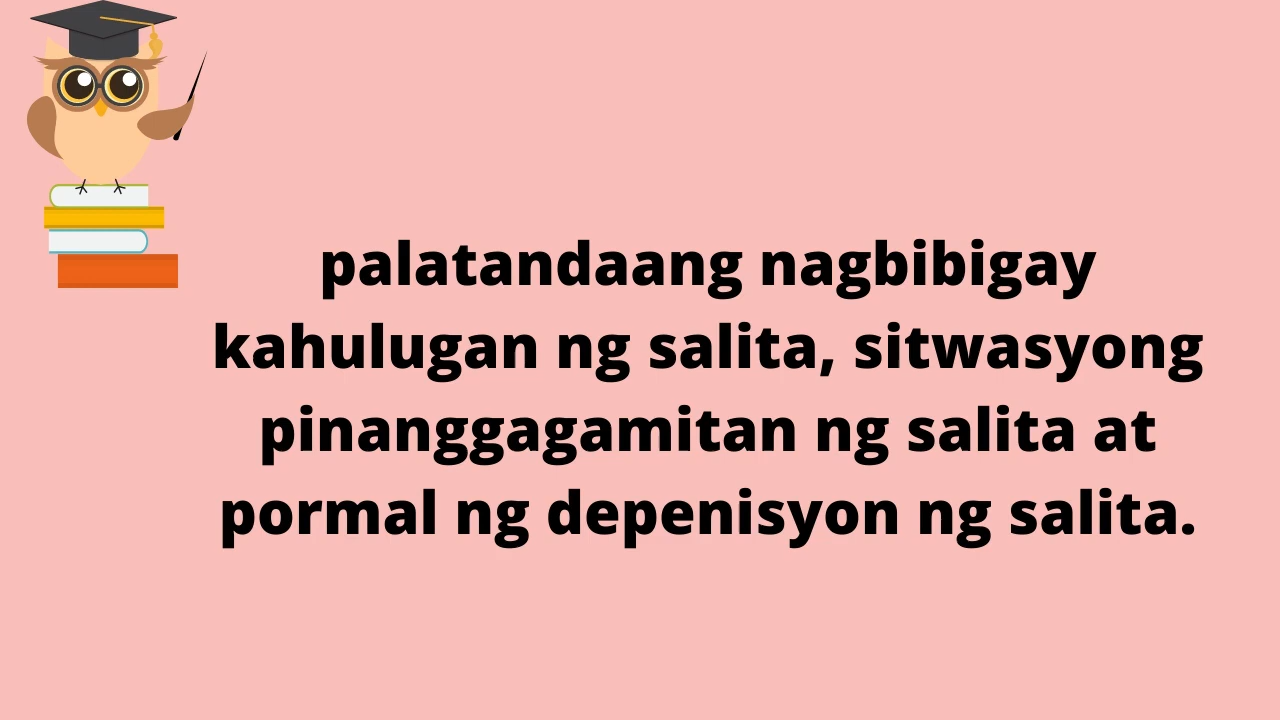 palatandaang nagbibigay
kahulugan ng salita, sitwasyong
pinanggagamitan ng salita at
pormal ng depenisyon ng salita.